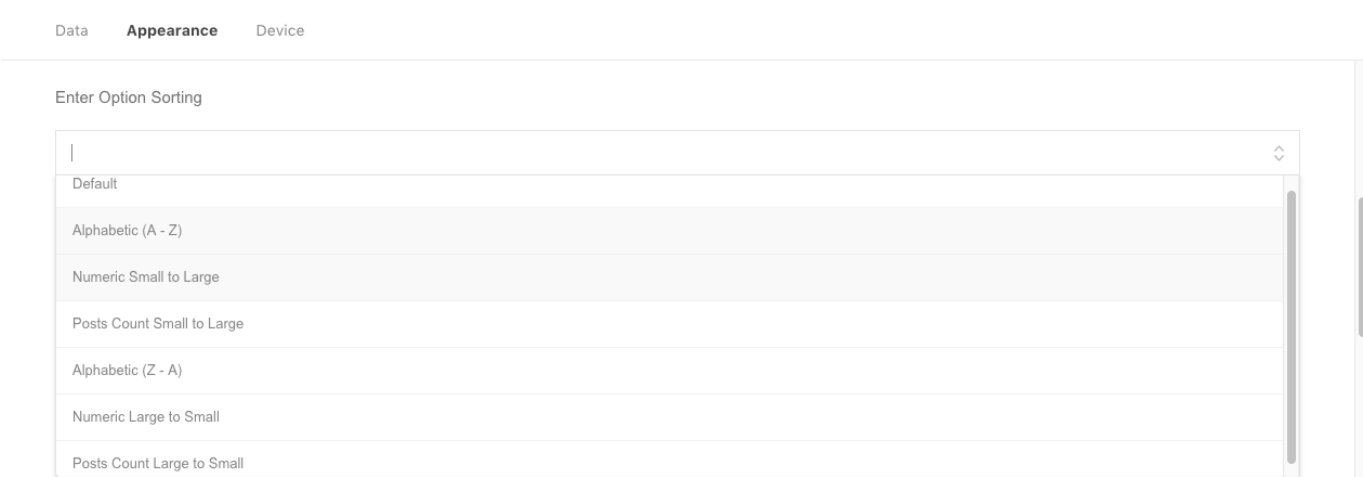 Data Appearance Device
Enter Option Sorting
Default
Alphabetic (A - Z)
Numeric Small to Large
Posts Count Small to Large
Alphabetic (Z - A)
Numeric Large to Small
Posts Count Large to Small